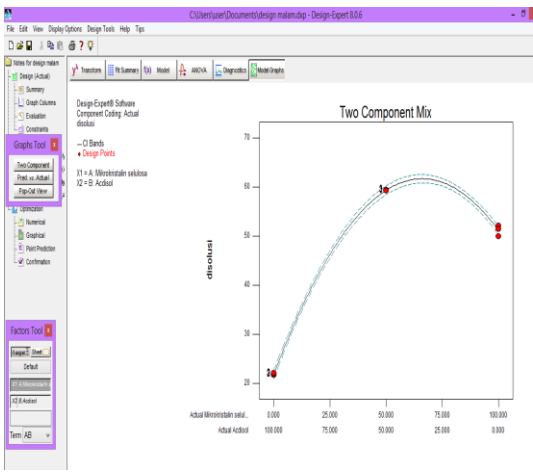 C:\Users\user\Documents\design malam.dxp - Design-Expert 8.0.6
File Edit View Display Options Design Tools Help Tips
Notes for design malam
Design (Actual)
Summary
Graph Columns
Evaluation
Constraints
Graphs Tool
Two Component
Pred. vs. Actual
Pop-Out View
Optimization
Numerical
Graphical
Point Prediction
Confirmation
Factors Tool
Sheet
Default
X1 A:Mikrokristalin s
X2 B:Acdisol
Term AB
yλ Transform
Fit Summary
f(x) Model
ANOVA
Diagnostics
Model Graphs
Design-Expert® Software
Component Coding: Actual
disolusi
CI Bands
Design Points
X1 = A: Mikrokristalin selulosa
X2 = B: Acdisol
Two Component Mix
disolusi
70
60
50
40
30
20
Actual Mikrokristalin selul... 0.000 25.000 50.000 75.000 100.000
Actual Acdisol 100.000 75.000 50.000 25.000 0.000